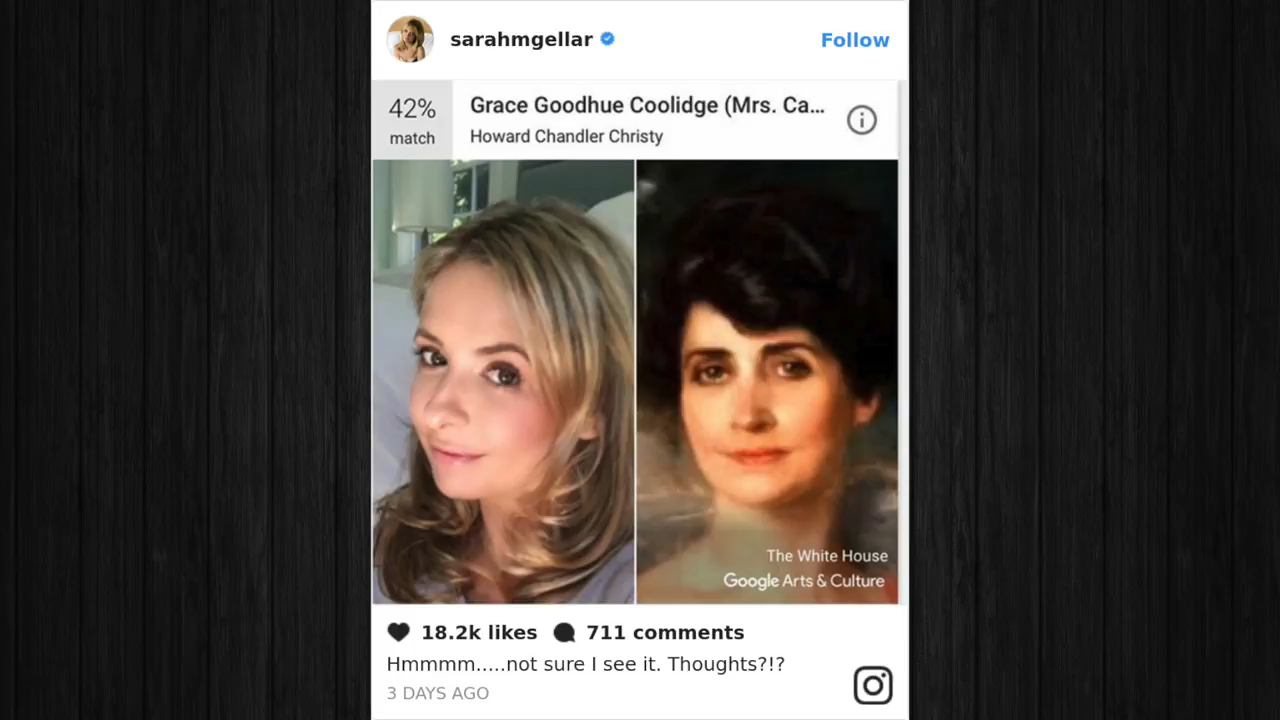 sarahmgellar
Follow
42%
match
Grace Goodhue Coolidge (Mrs. Ca...
Howard Chandler Christy
The White House
Google Arts & Culture
18.2k likes 711 comments
Hmmmm.....not sure I see it. Thoughts?!?
3 DAYS AGO